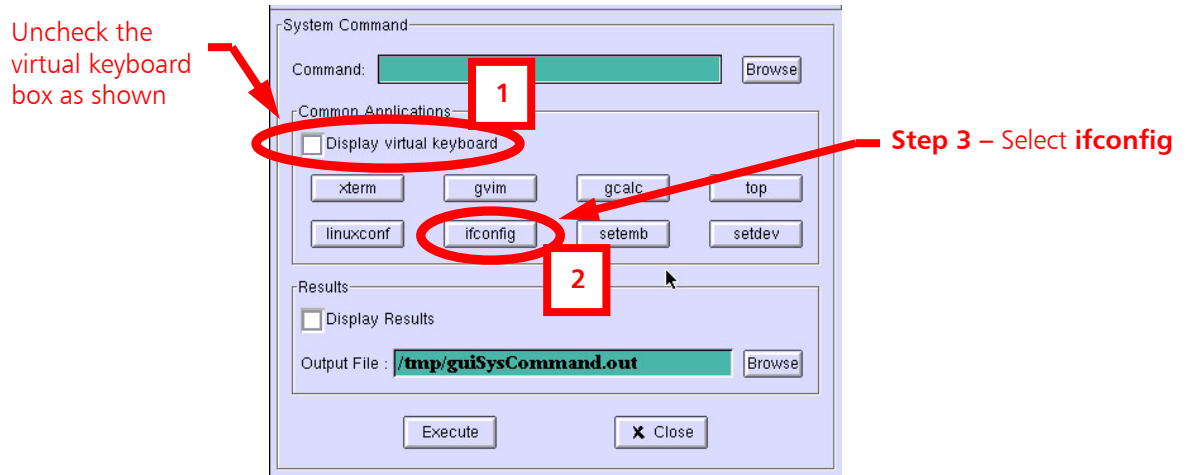 Uncheck the
virtual keyboard
box as shown
System Command
Command:
Browse
1
Common Applications
Display virtual keyboard
Step 3 – Select ifconfig
xterm gvim gcalc top
linuxconf ifconfig setemb setdev
2
Results
Display Results
Output File : /tmp/guiSysCommand.out Browse
Execute X Close